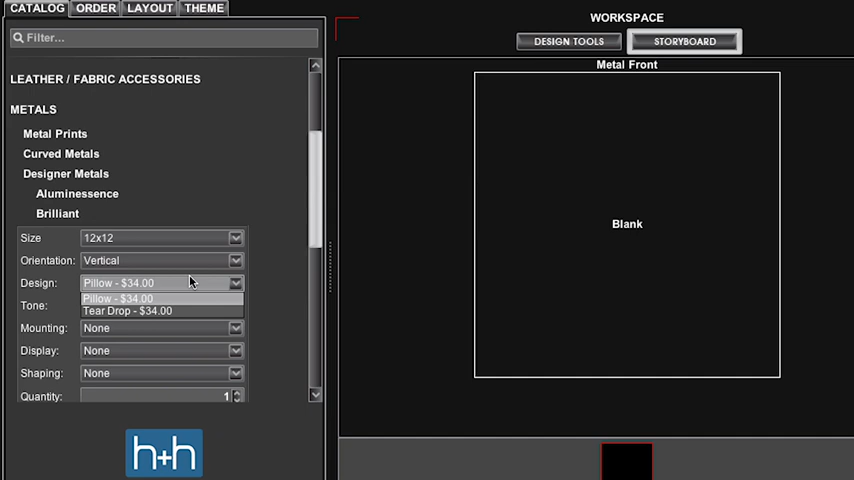 CATALOG ORDER LAYOUT THEME
Filter...
LEATHER / FABRIC ACCESSORIES
METALS
Metal Prints
Curved Metals
Designer Metals
Aluminessence
Brilliant
Size 12x12
Orientation: Vertical
Design: Pillow - $34.00
Pillow - $34.00
Tear Drop - $34.00
Tone:
Mounting: None
Display: None
Shaping: None
Quantity: 1
h+h
WORKSPACE
DESIGN TOOLS STORYBOARD
Metal Front
Blank